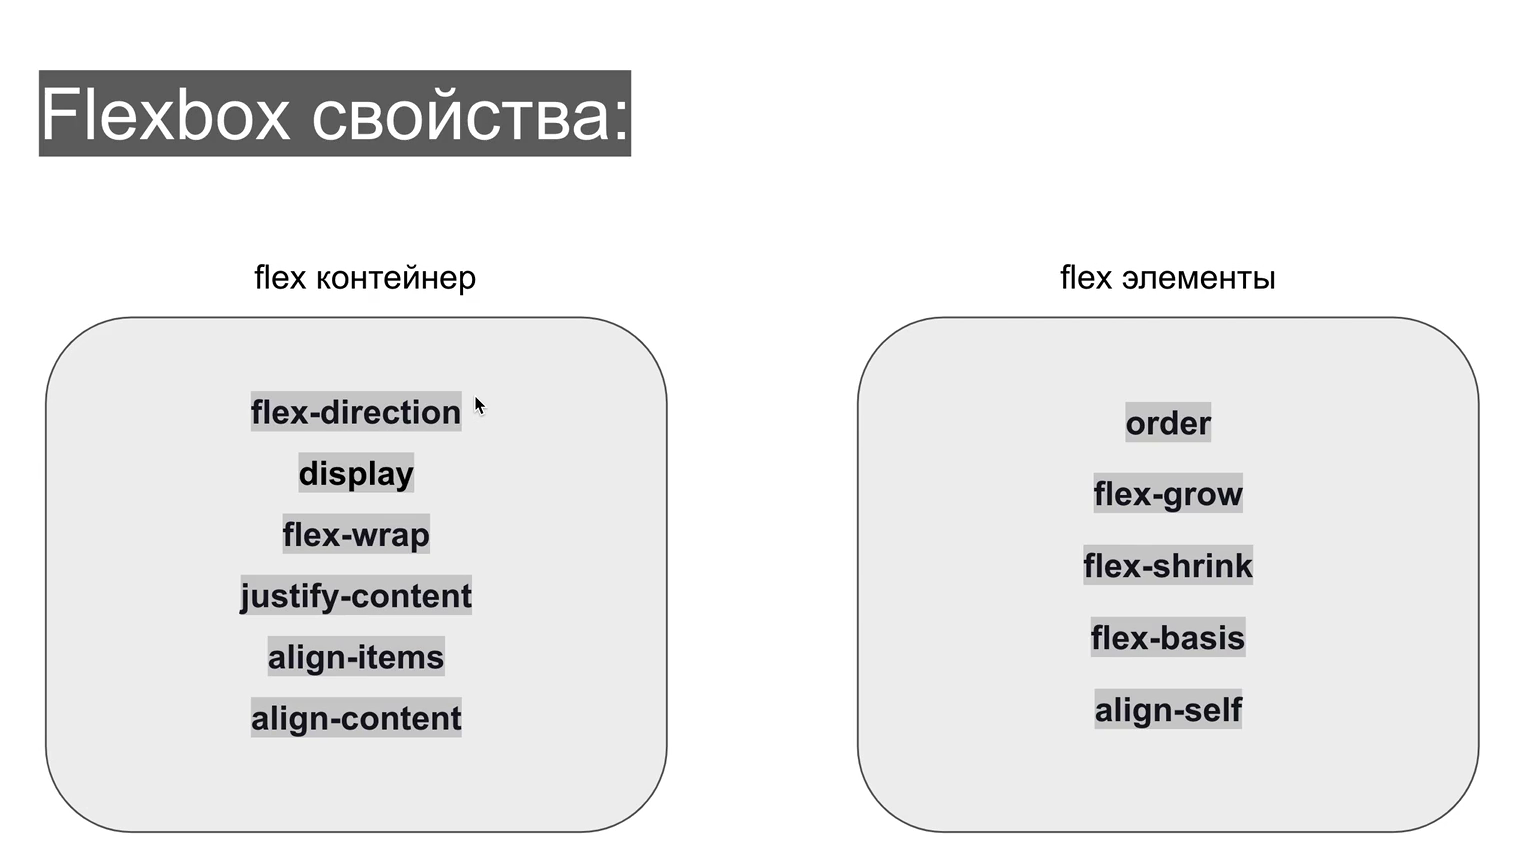 Flexbox свойства:
flex контейнер
flex-direction
display
flex-wrap
justify-content
align-items
align-content
flex элементы
order
flex-grow
flex-shrink
flex-basis
align-self